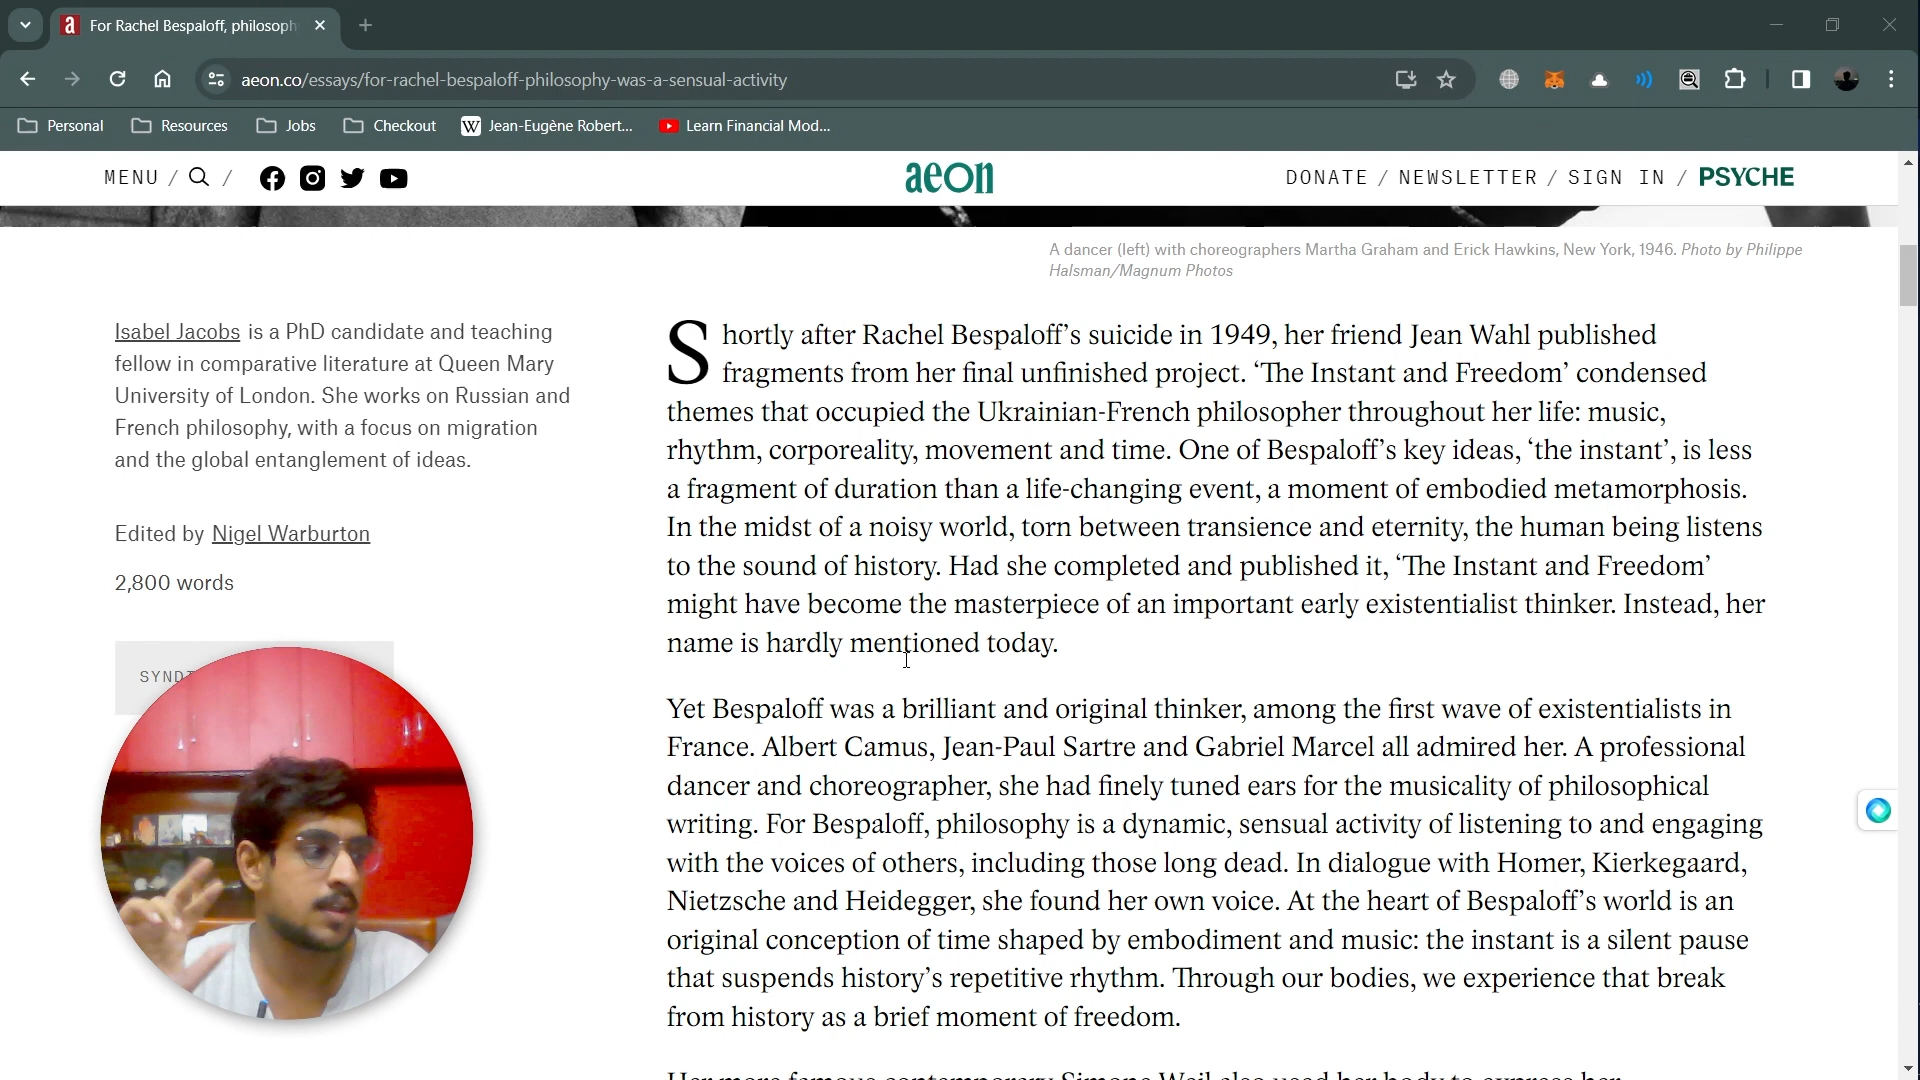 For Rachel Bespaloff, philosoph
aeon.co/essays/for-rachel-bespaloff-philosophy-was-a-sensual-activity
Personal
Resources
Jobs
Checkout
Jean-Eugène Robert...
Learn Financial Mod...
MENU / /
aeon
DONATE / NEWSLETTER / SIGN IN / PSYCHE
A dancer (left) with choreographers Martha Graham and Erick Hawkins, New York, 1946. Photo by Philippe
Halsman/Magnum Photos
Isabel Jacobs is a PhD candidate and teaching
fellow in comparative literature at Queen Mary
University of London. She works on Russian and
French philosophy, with a focus on migration
and the global entanglement of ideas.
Edited by Nigel Warburton
2,800 words
Shortly after Rachel Bespaloff’s suicide in 1949, her friend Jean Wahl published
fragments from her final unfinished project. ‘The Instant and Freedom’ condensed
themes that occupied the Ukrainian-French philosopher throughout her life: music,
rhythm, corporeality, movement and time. One of Bespaloff’s key ideas, ‘the instant’, is less
a fragment of duration than a life-changing event, a moment of embodied metamorphosis.
In the midst of a noisy world, torn between transience and eternity, the human being listens
to the sound of history. Had she completed and published it, ‘The Instant and Freedom’
might have become the masterpiece of an important early existentialist thinker. Instead, her
name is hardly mentioned today.
Yet Bespaloff was a brilliant and original thinker, among the first wave of existentialists in
France. Albert Camus, Jean-Paul Sartre and Gabriel Marcel all admired her. A professional
dancer and choreographer, she had finely tuned ears for the musicality of philosophical
writing. For Bespaloff, philosophy is a dynamic, sensual activity of listening to and engaging
with the voices of others, including those long dead. In dialogue with Homer, Kierkegaard,
Nietzsche and Heidegger, she found her own voice. At the heart of Bespaloff’s world is an
original conception of time shaped by embodiment and music: the instant is a silent pause
that suspends history’s repetitive rhythm. Through our bodies, we experience that break
from history as a brief moment of freedom.
Her more famous contemporary Simone Weil also used her body to express her